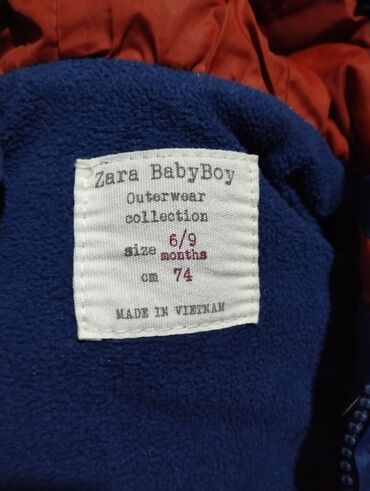 Zara BabyBoy
Outerwear
collection
size 6/9
months
cm 74
MADE IN VIETNAM